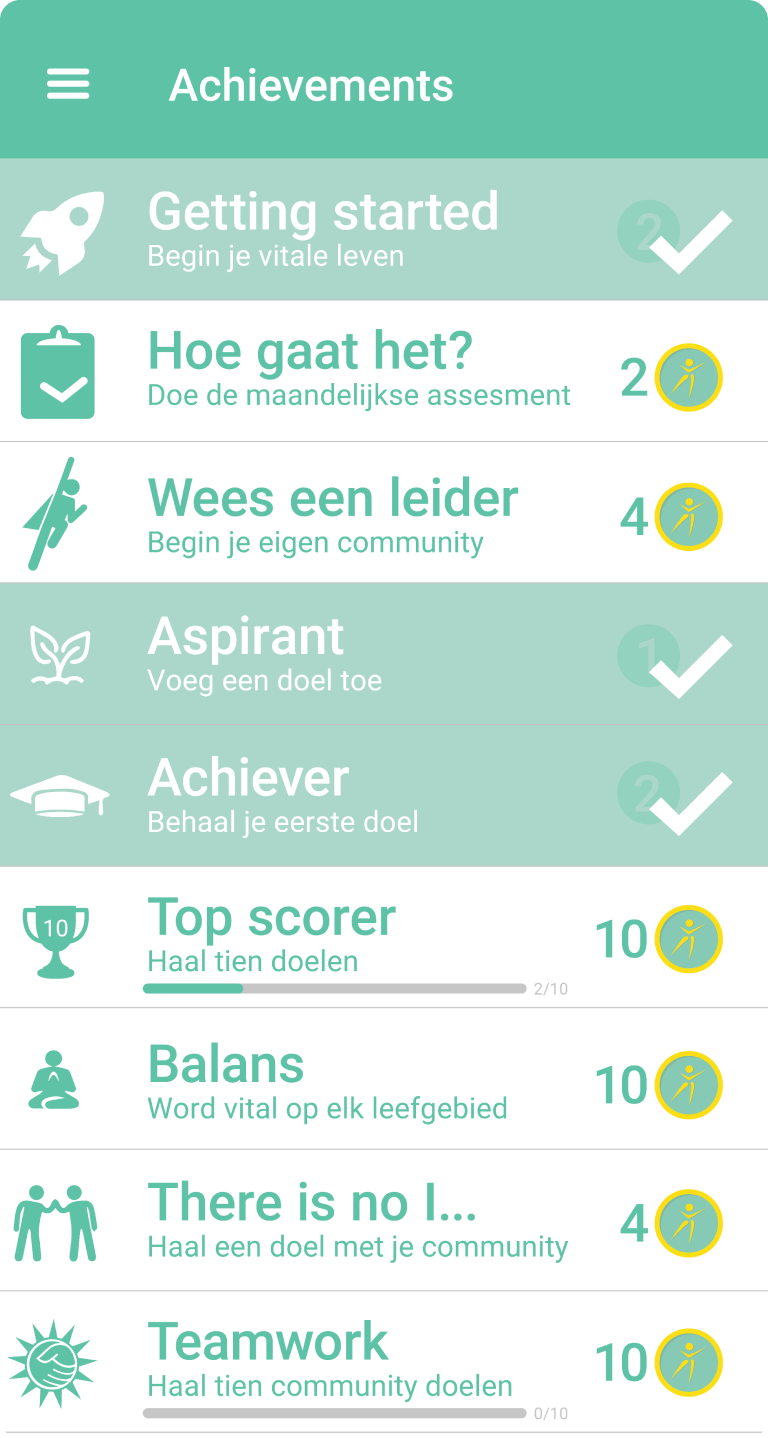 Achievements
Getting started
2
Begin je vitale leven
Hoe gaat het?
2
Doe de maandelijkse assesment
Wees een leider
4
Begin je eigen community
Aspirant
1
Voeg een doel toe
Achiever
2
Behaal je eerste doel
Top scorer
10
10
Haal tien doelen
2/10
Balans
10
Word vital op elk leefgebied
There is no I...
4
Haal een doel met je community
Teamwork
10
Haal tien community doelen
0/10